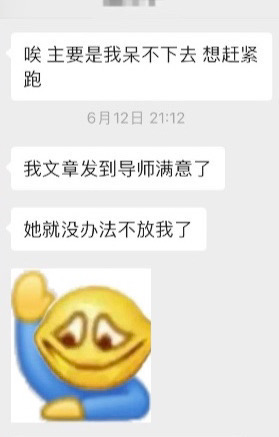 唉 主要是我呆不下去 想赶紧
跑
6月12日 21:12
我文章发到导师满意了
她就没办法不放我了